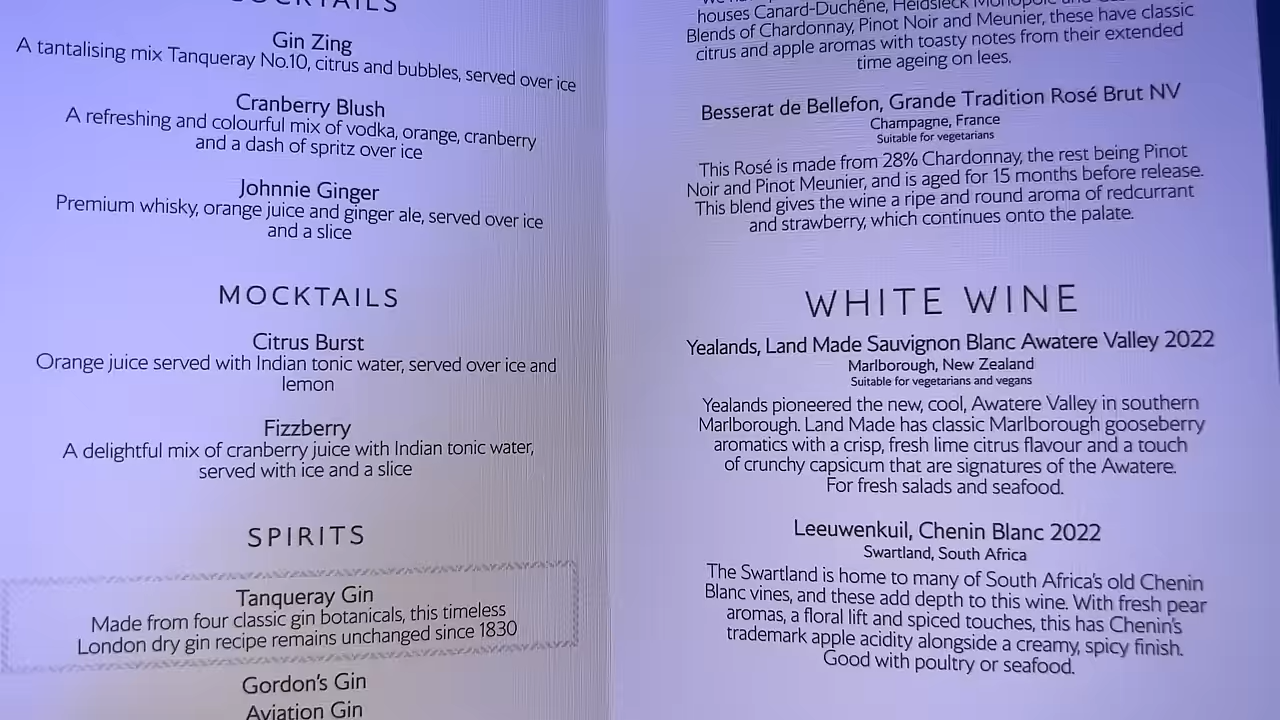 COCKTAILS
Gin Zing
A tantalising mix Tanqueray No.10, citrus and bubbles, served over ice
Cranberry Blush
A refreshing and colourful mix of vodka, orange, cranberry
and a dash of spritz over ice
Johnnie Ginger
Premium whisky, orange juice and ginger ale, served over ice
and a slice
MOCKTAILS
Citrus Burst
Orange juice served with Indian tonic water, served over ice and
lemon
Fizzberry
A delightful mix of cranberry juice with Indian tonic water,
served with ice and a slice
SPIRITS
Tanqueray Gin
Made from four classic gin botanicals, this timeless
London dry gin recipe remains unchanged since 1830
Gordon's Gin
Aviation Gin
houses Canard-Duchêne, Heidsieck Monopole and
Blends of Chardonnay, Pinot Noir and Meunier, these have classic
citrus and apple aromas with toasty notes from their extended
time ageing on lees.
Besserat de Bellefon, Grande Tradition Rosé Brut NV
Champagne, France
Suitable for vegetarians
This Rosé is made from 28% Chardonnay, the rest being Pinot
Noir and Pinot Meunier, and is aged for 15 months before release.
This blend gives the wine a ripe and round aroma of redcurrant
and strawberry, which continues onto the palate.
WHITE WINE
Yealands, Land Made Sauvignon Blanc Awatere Valley 2022
Marlborough, New Zealand
Suitable for vegetarians and vegans
Yealands pioneered the new, cool, Awatere Valley in southern
Marlborough. Land Made has classic Marlborough gooseberry
aromatics with a crisp, fresh lime citrus flavour and a touch
of crunchy capsicum that are signatures of the Awatere.
For fresh salads and seafood.
Leeuwenkuil, Chenin Blanc 2022
Swartland, South Africa
The Swartland is home to many of South Africa's old Chenin
Blanc vines, and these add depth to this wine. With fresh pear
aromas, a floral lift and spiced touches, this has Chenin's
trademark apple acidity alongside a creamy, spicy finish.
Good with poultry or seafood.